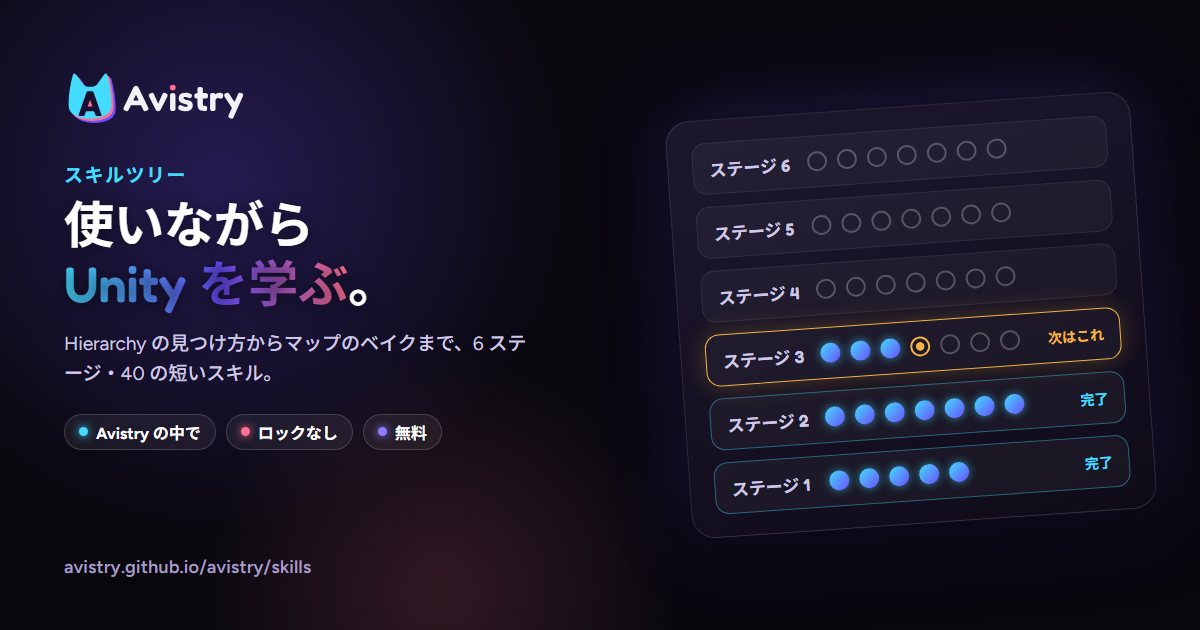 Avistry
スキルツリー
使いながら
Unity を学ぶ。
Hierarchy の見つけ方からマップのベイクまで、6 ステ
ージ・40 の短いスキル。
Avistry の中で
ロックなし
無料
avistry.github.io/avistry/skills
ステージ 6
ステージ 5
ステージ 4
ステージ 3 次はこれ
ステージ 2 完了
ステージ 1 完了